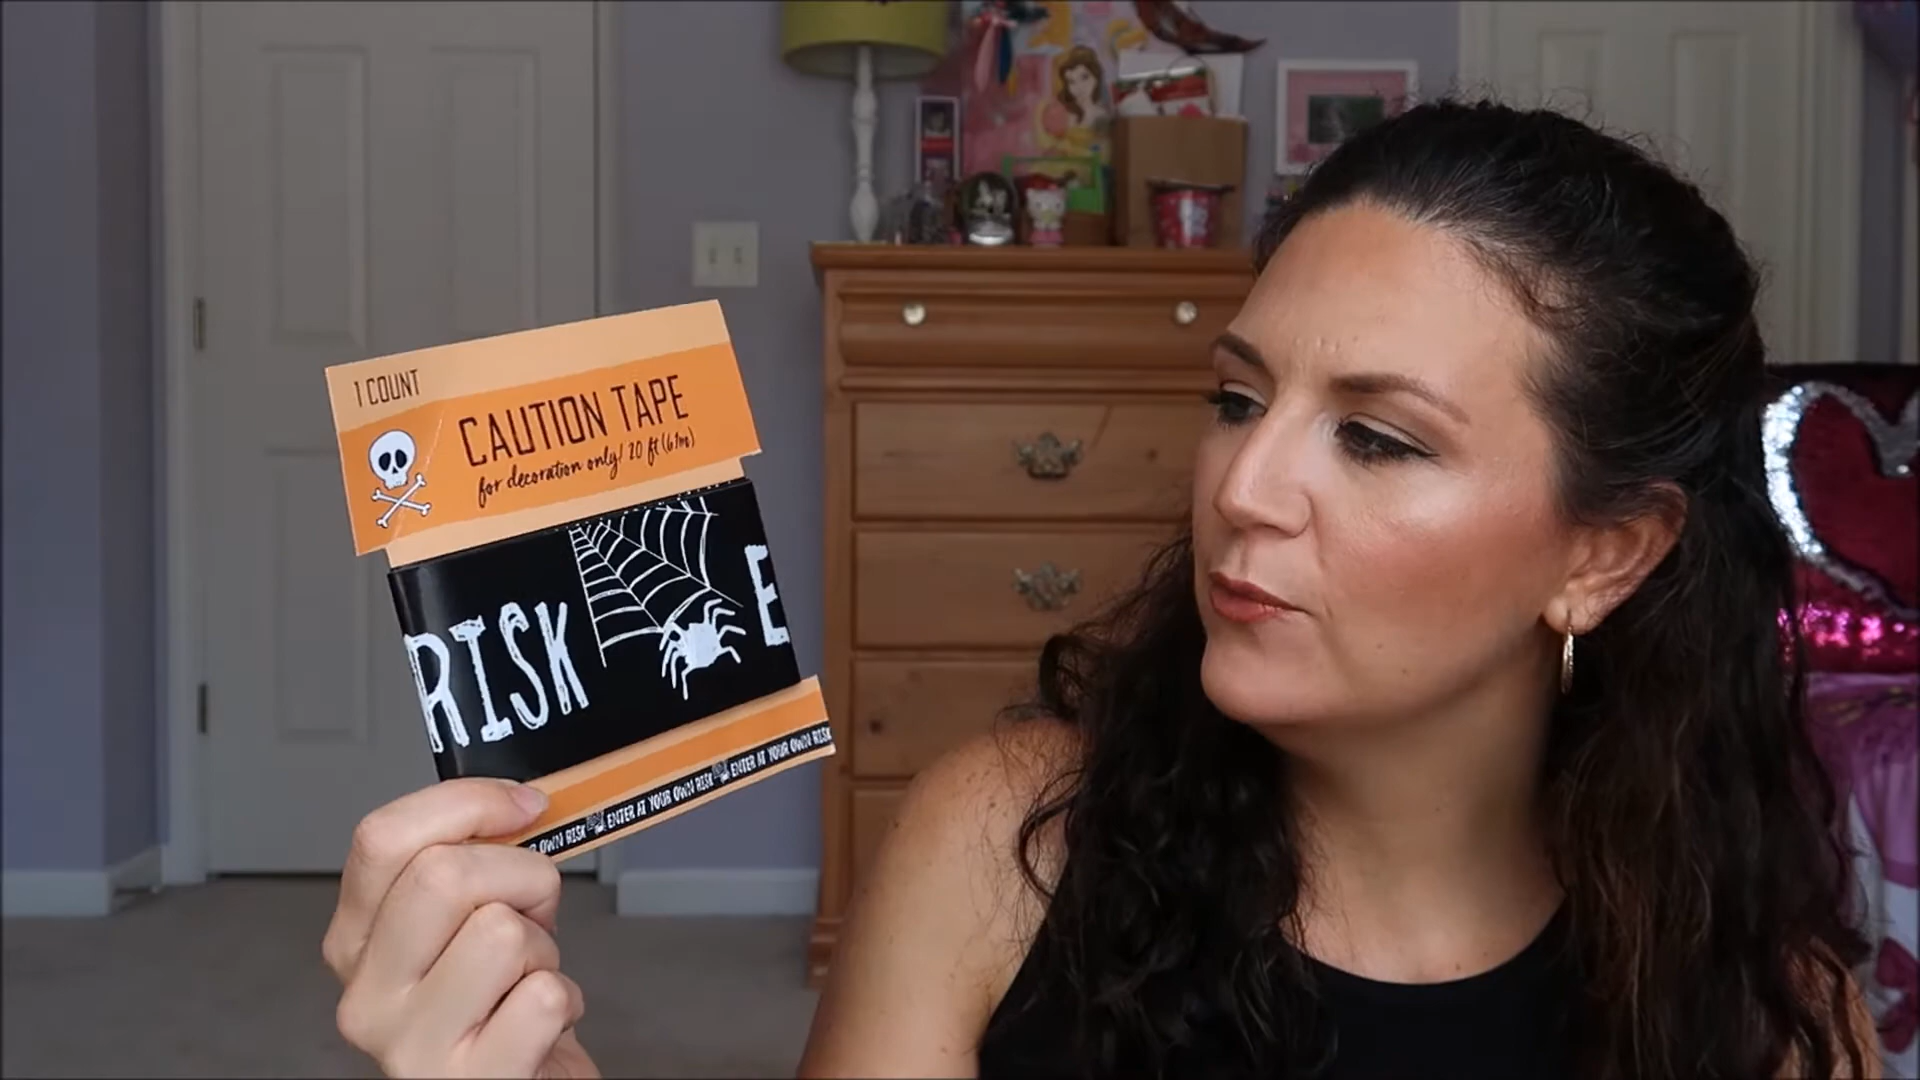 1 COUNT
CAUTION TAPE
for decoration only! 20 ft (6.1m)
RISK E
OWN RISK ENTER AT YOUR OWN RISK ENTER AT YOUR OWN RISK